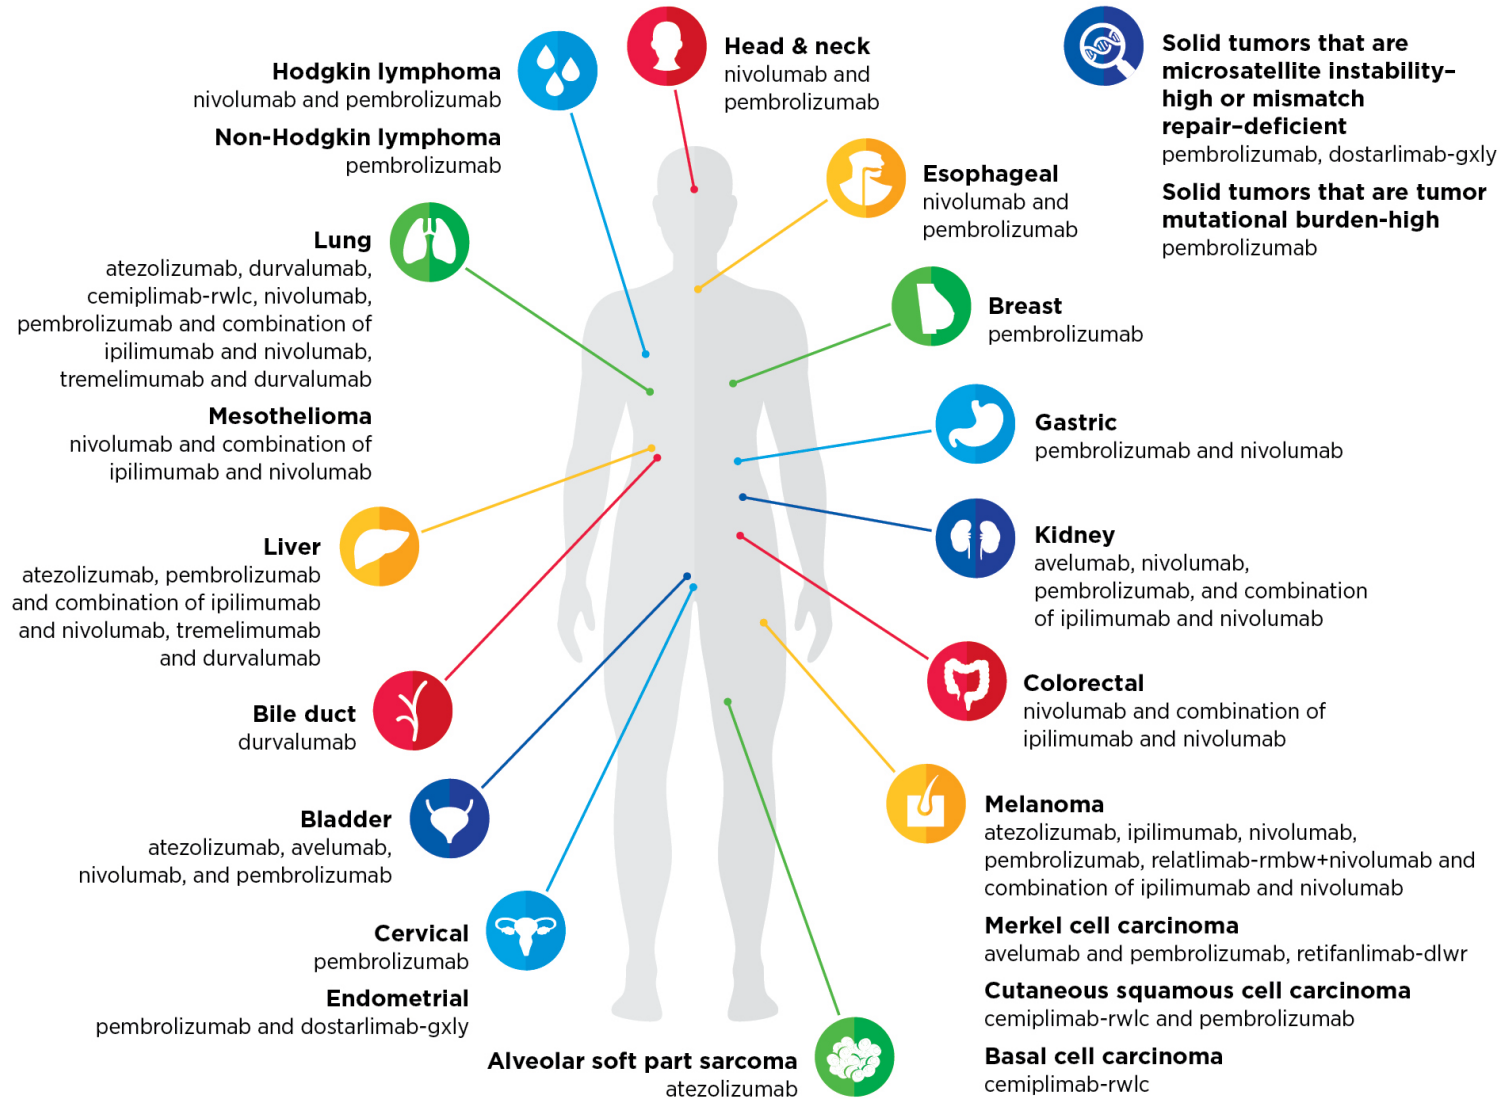 Hodgkin lymphoma
nivolumab and pembrolizumab
Non-Hodgkin lymphoma
pembrolizumab
Lung
atezolizumab, durvalumab,
cemiplimab-rwlc, nivolumab,
pembrolizumab and combination of
ipilimumab and nivolumab,
tremelimumab and durvalumab
Mesothelioma
nivolumab and combination of
ipilimumab and nivolumab
Liver
atezolizumab, pembrolizumab
and combination of ipilimumab
and nivolumab, tremelimumab
and durvalumab
Bile duct
durvalumab
Bladder
atezolizumab, avelumab,
nivolumab, and pembrolizumab
Cervical
pembrolizumab
Endometrial
pembrolizumab and dostarlimab-gxly
Alveolar soft part sarcoma
atezolizumab
Head & neck
nivolumab and
pembrolizumab
Esophageal
nivolumab and
pembrolizumab
Breast
pembrolizumab
Gastric
pembrolizumab and nivolumab
Kidney
avelumab, nivolumab,
pembrolizumab, and combination
of ipilimumab and nivolumab
Colorectal
nivolumab and combination of
ipilimumab and nivolumab
Melanoma
atezolizumab, ipilimumab, nivolumab,
pembrolizumab, relatlimab-rmbw+nivolumab and
combination of ipilimumab and nivolumab
Merkel cell carcinoma
avelumab and pembrolizumab, retifanlimab-dlwr
Cutaneous squamous cell carcinoma
cemiplimab-rwlc and pembrolizumab
Basal cell carcinoma
cemiplimab-rwlc
Solid tumors that are
microsatellite instability–
high or mismatch
repair–deficient
pembrolizumab, dostarlimab-gxly
Solid tumors that are tumor
mutational burden-high
pembrolizumab